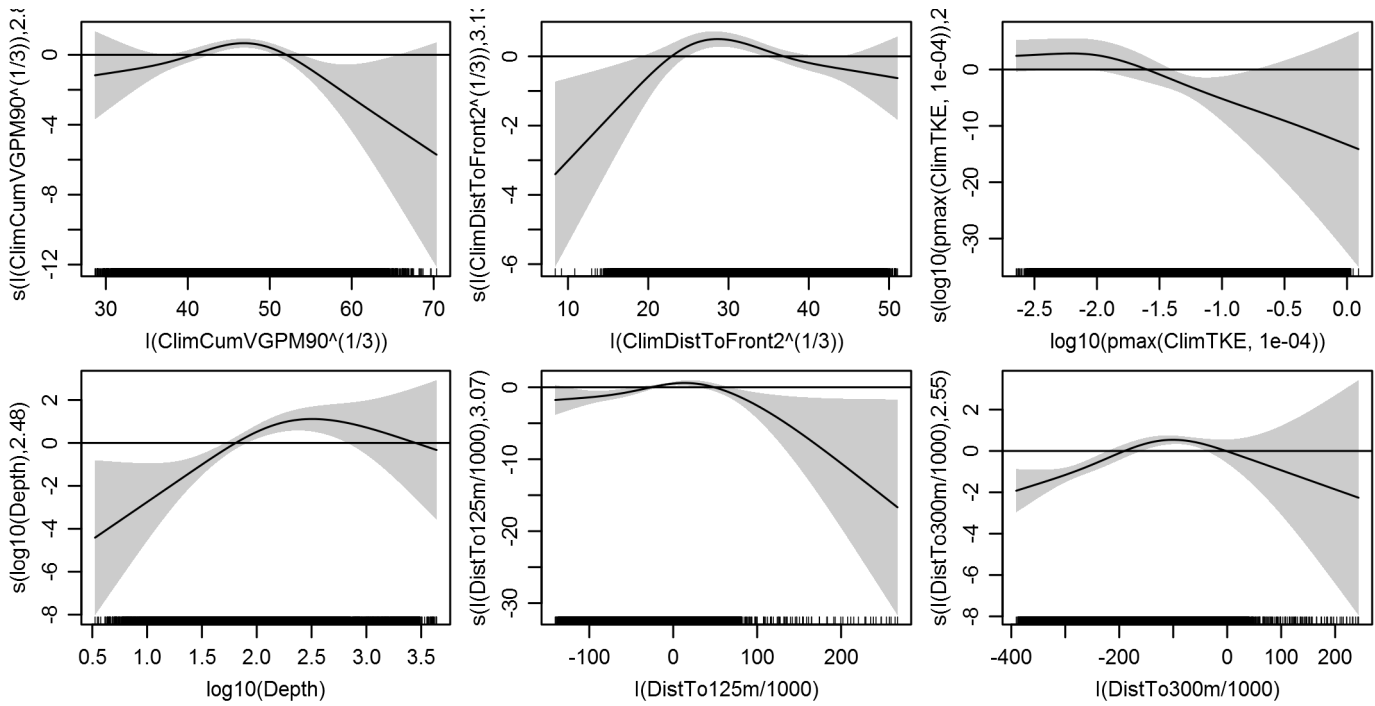 s(I(ClimCumVGPM90^(1/3)),2.8
0
-4
-8
-12
30 40 50 60 70
I(ClimCumVGPM90^(1/3))
s(I(ClimDistToFront2^(1/3)),3.13
0
-2
-4
-6
10 20 30 40 50
I(ClimDistToFront2^(1/3))
s(log10(pmax(ClimTKE, 1e-04)),2
0
-10
-20
-30
-2.5 -2.0 -1.5 -1.0 -0.5 0.0
log10(pmax(ClimTKE, 1e-04))
s(log10(Depth),2.48)
2
0
-2
-4
-6
-8
0.5 1.0 1.5 2.0 2.5 3.0 3.5
log10(Depth)
s(I(DistTo125m/1000),3.07)
0
-10
-20
-30
-100 0 100 200
I(DistTo125m/1000)
s(I(DistTo300m/1000),2.55)
2
0
-2
-4
-6
-8
-400 -200 0 100 200
I(DistTo300m/1000)